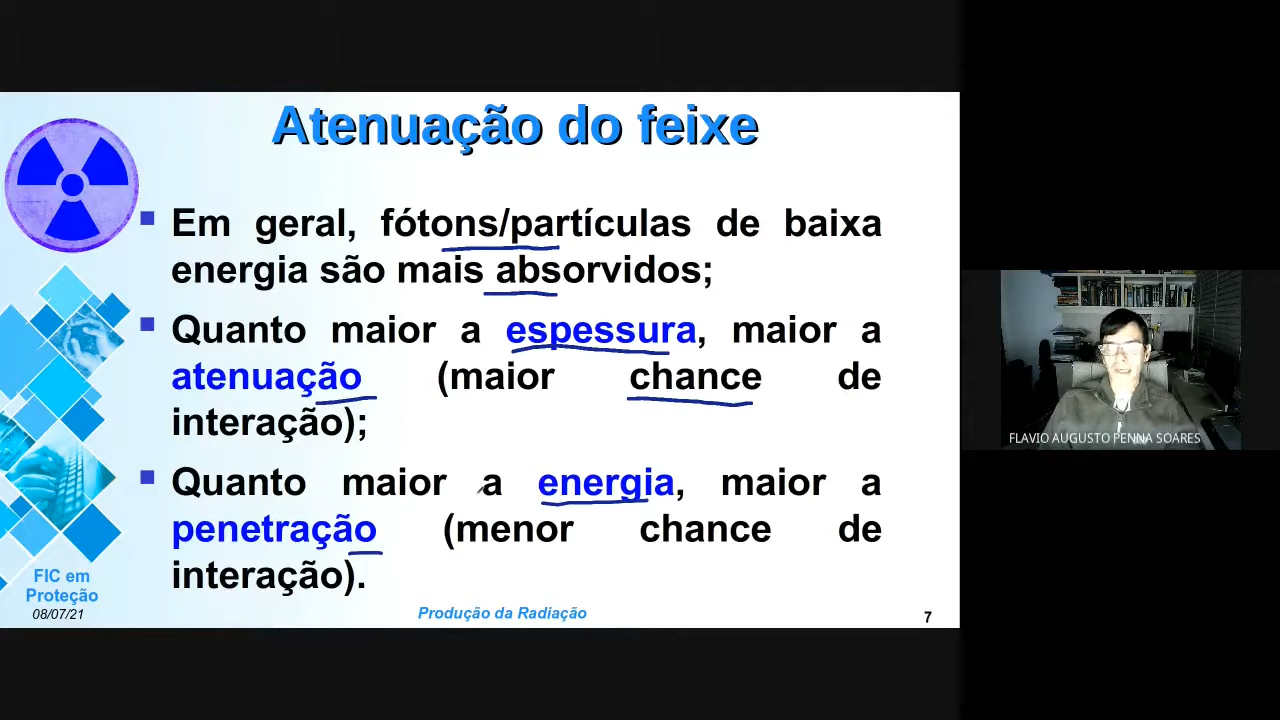 Atenuação do feixe
Em geral, fótons/partículas de baixa
energia são mais absorvidos;
Quanto maior a espessura, maior a
atenuação (maior chance de
interação);
Quanto maior a energia, maior a
penetração (menor chance de
interação).
FIC em
Proteção
08/07/21
Produção da Radiação
7
FLAVIO AUGUSTO PENNA SOARES